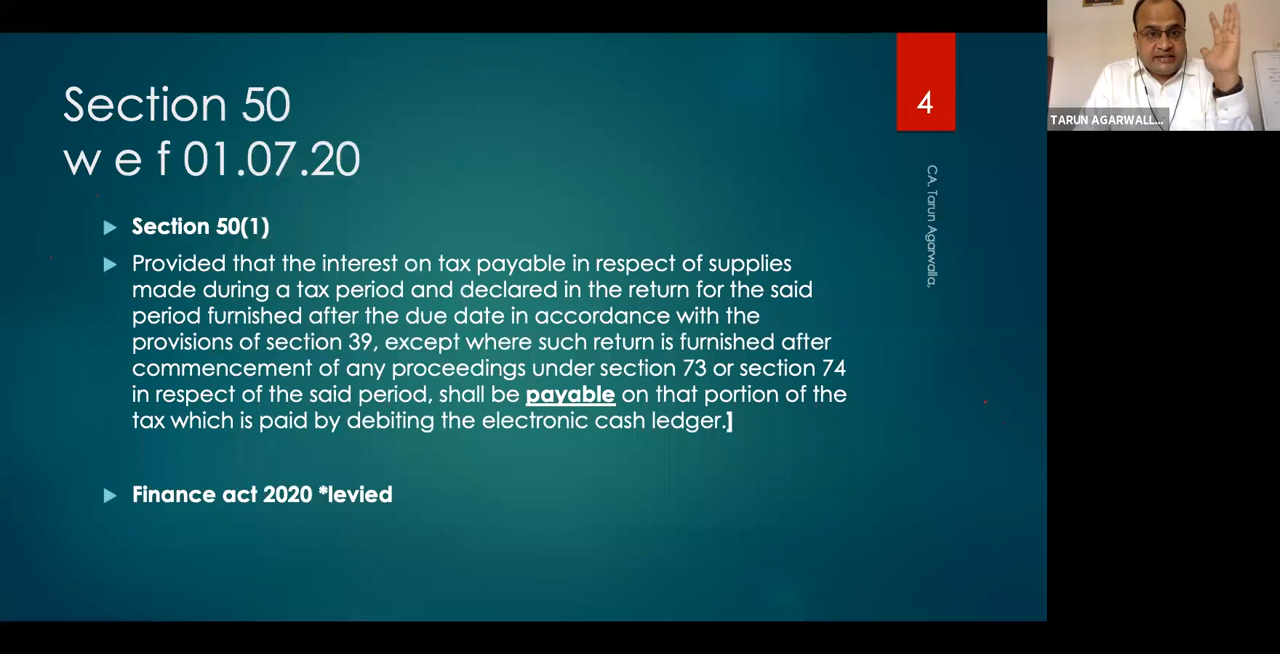 Section 50
w e f 01.07.20
4
TARUN AGARWALL...
CA. Tarun Agarwalla,
Section 50(1)
Provided that the interest on tax payable in respect of supplies
made during a tax period and declared in the return for the said
period furnished after the due date in accordance with the
provisions of section 39, except where such return is furnished after
commencement of any proceedings under section 73 or section 74
in respect of the said period, shall be payable on that portion of the
tax which is paid by debiting the electronic cash ledger.]
Finance act 2020 *levied